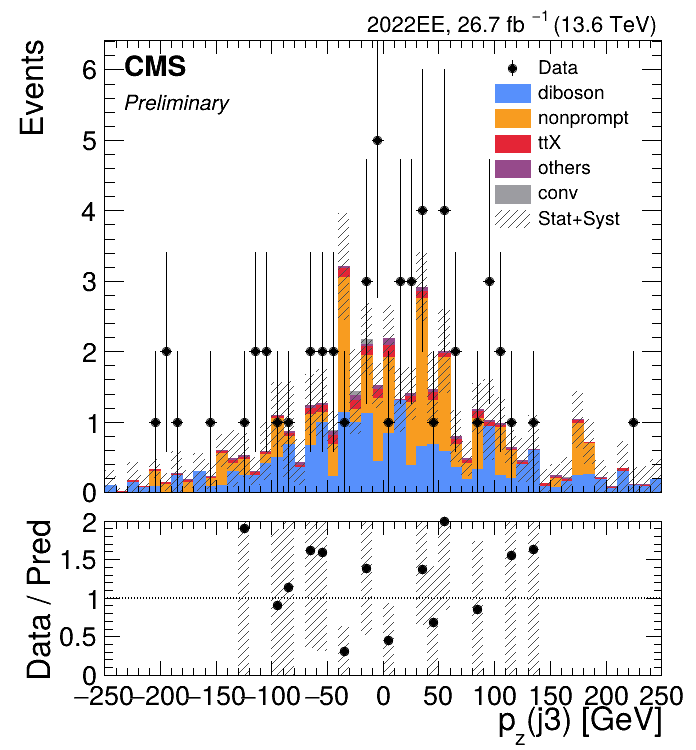 2022EE, 26.7 fb⁻¹ (13.6 TeV)
CMS
Preliminary
Data
diboson
nonprompt
ttX
others
conv
Stat+Syst
Events
6
5
4
3
2
1
0
Data / Pred
2
1.5
1
0.5
0
−250 −200 −150 −100 −50 0 50 100 150 200 250
p_z(j3) [GeV]